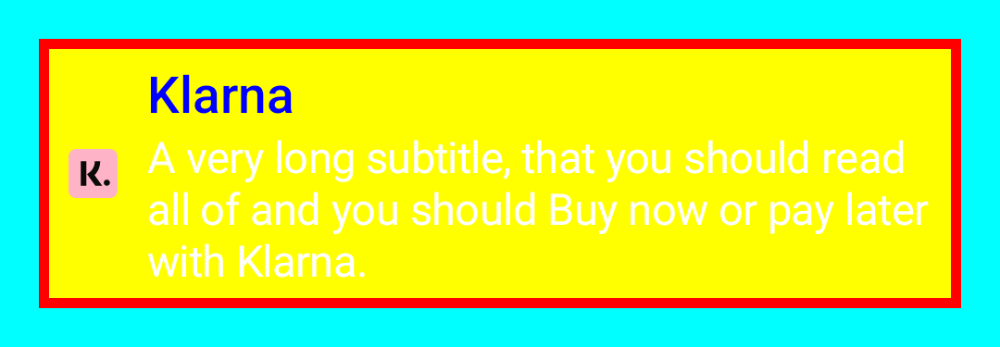 Klarna
K.
A very long subtitle, that you should read
all of and you should Buy now or pay later
with Klarna.